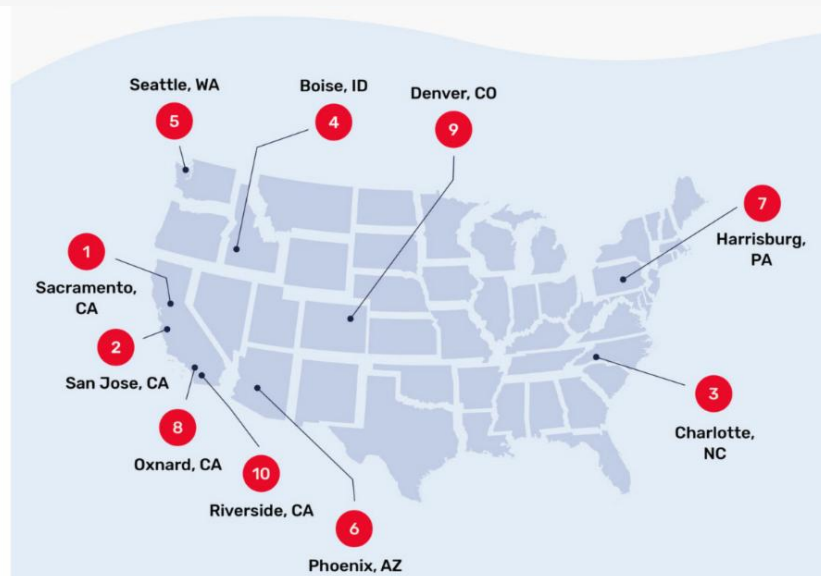 Seattle, WA
5
Boise, ID
4
Denver, CO
9
7
Harrisburg,
PA
1
Sacramento,
CA
2
San Jose, CA
3
Charlotte,
NC
8
Oxnard, CA
10
Riverside, CA
6
Phoenix, AZ